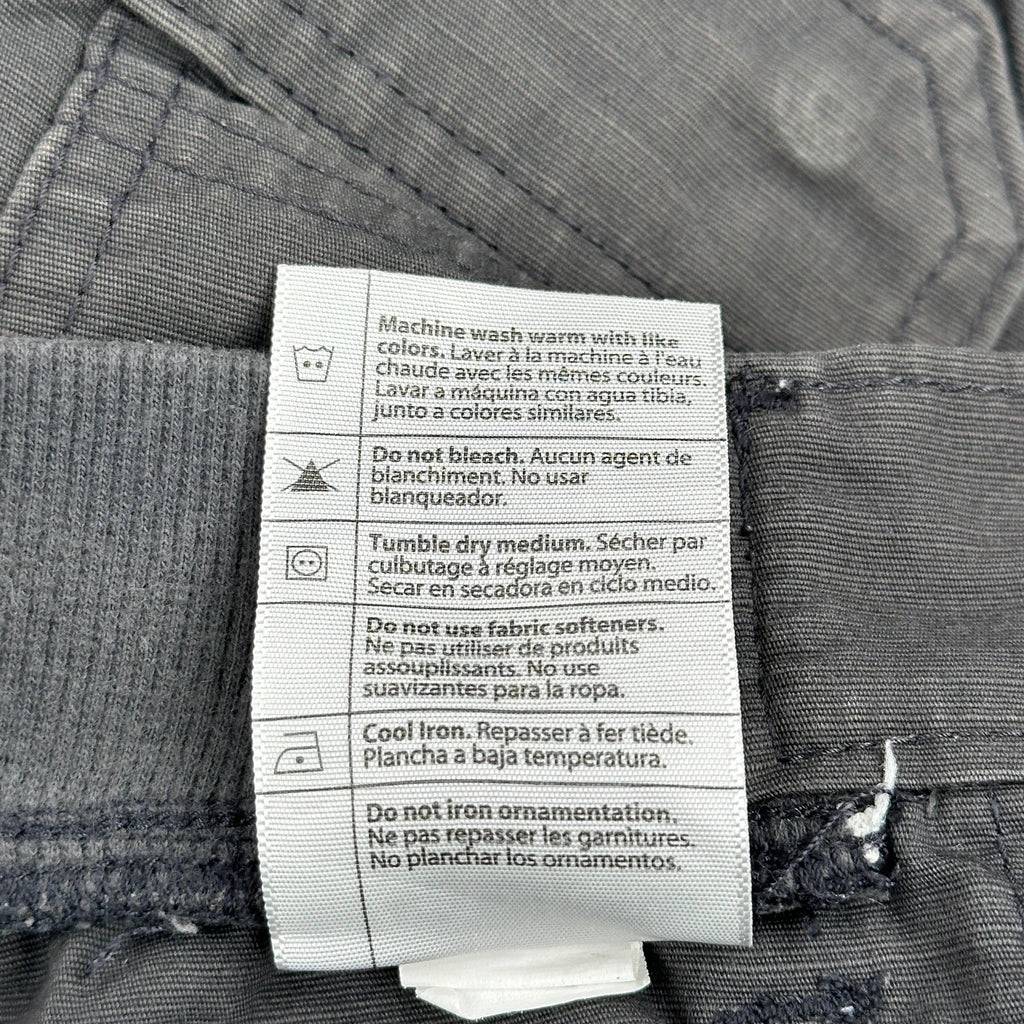 Machine wash warm with like
colors. Laver à la machine à l'eau
chaude avec les mêmes couleurs.
Lavar a máquina con agua tibia,
junto a colores similares.
Do not bleach. Aucun agent de
blanchiment. No usar
blanqueador.
Tumble dry medium. Sécher par
culbutage à réglage moyen.
Secar en secadora en ciclo medio.
Do not use fabric softeners.
Ne pas utiliser de produits
assouplissants. No use
suavizantes para la ropa.
Cool Iron. Repasser à fer tiède.
Plancha a baja temperatura.
Do not iron ornamentation.
Ne pas repasser les garnitures.
No planchar los ornamentos.